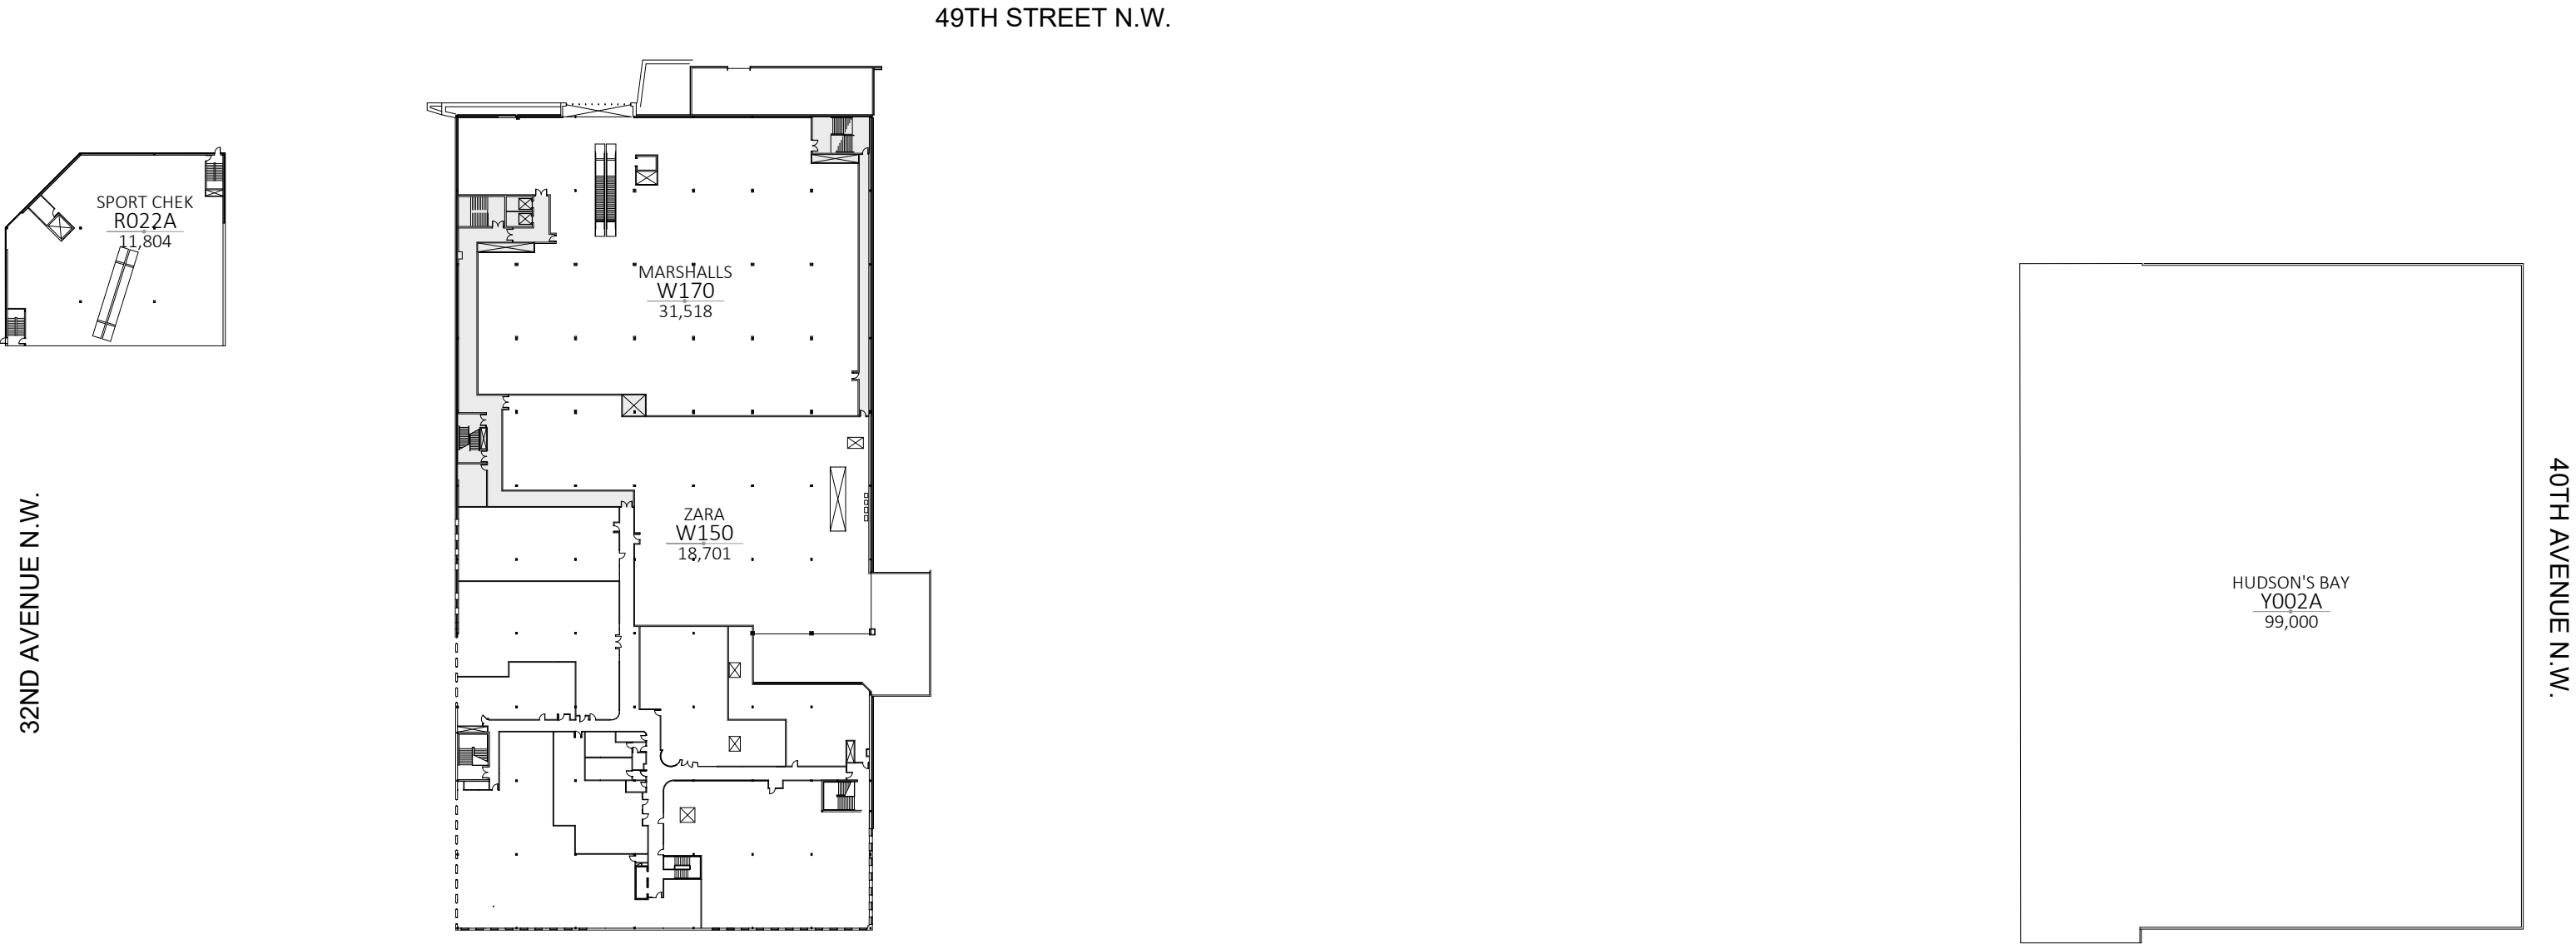 49TH STREET N.W.
SPORT CHEK
R022A
11,804
MARSHALLS
W170
31,518
ZARA
W150
18,701
32ND AVENUE N.W.
HUDSON'S BAY
Y002A
99,000
40TH AVENUE N.W.